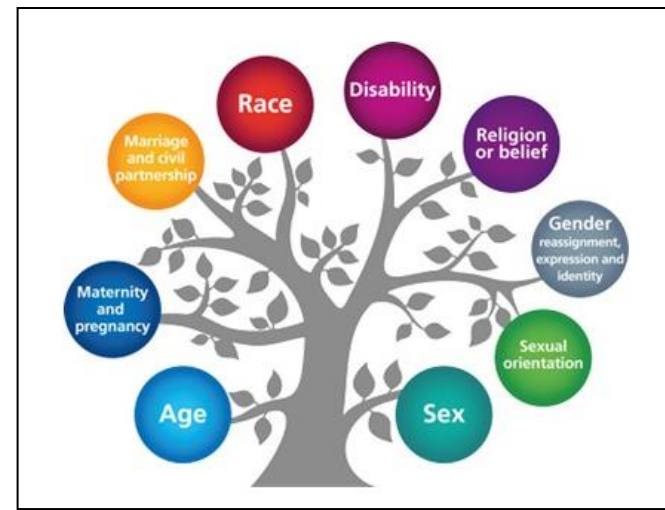 Race
Disability
Marriage
and civil
partnership
Religion
or belief
Gender
reassignment,
expression and
identity
Maternity
and
pregnancy
Sexual
orientation
Age
Sex